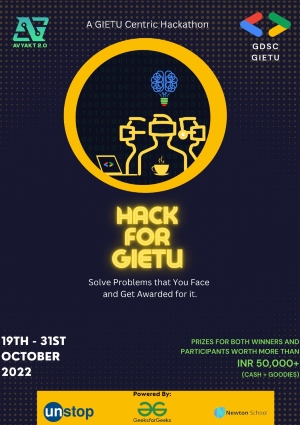 A GIETU Centric Hackathon
AVYAKT 2.0
GDSC
GIETU
HACK
FOR
GIETU
Solve Problems that You Face
and Get Awarded for it.
19TH - 31ST
OCTOBER
2022
PRIZES FOR BOTH WINNERS AND
PARTICIPANTS WORTH MORE THAN
INR 50,000+
(CASH + GOODIES)
Powered By:
unstop
GeeksforGeeks
Newton School